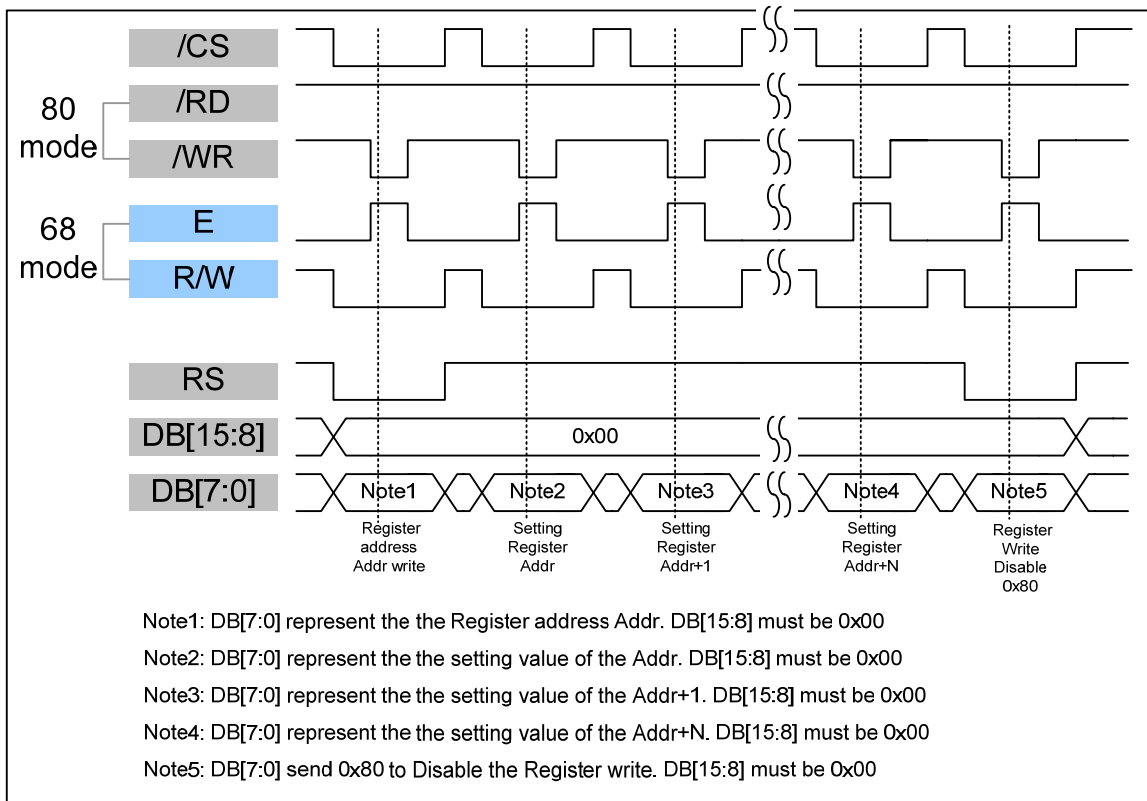 /CS
80
mode
/RD
/WR
68
mode
E
R/W
RS
DB[15:8]
0x00
DB[7:0]
Note1
Note2
Note3
Note4
Note5
Register
address
Addr write
Setting
Register
Addr
Setting
Register
Addr+1
Setting
Register
Addr+N
Register
Write
Disable
0x80
Note1: DB[7:0] represent the the Register address Addr. DB[15:8] must be 0x00
Note2: DB[7:0] represent the the setting value of the Addr. DB[15:8] must be 0x00
Note3: DB[7:0] represent the the setting value of the Addr+1. DB[15:8] must be 0x00
Note4: DB[7:0] represent the the setting value of the Addr+N. DB[15:8] must be 0x00
Note5: DB[7:0] send 0x80 to Disable the Register write. DB[15:8] must be 0x00